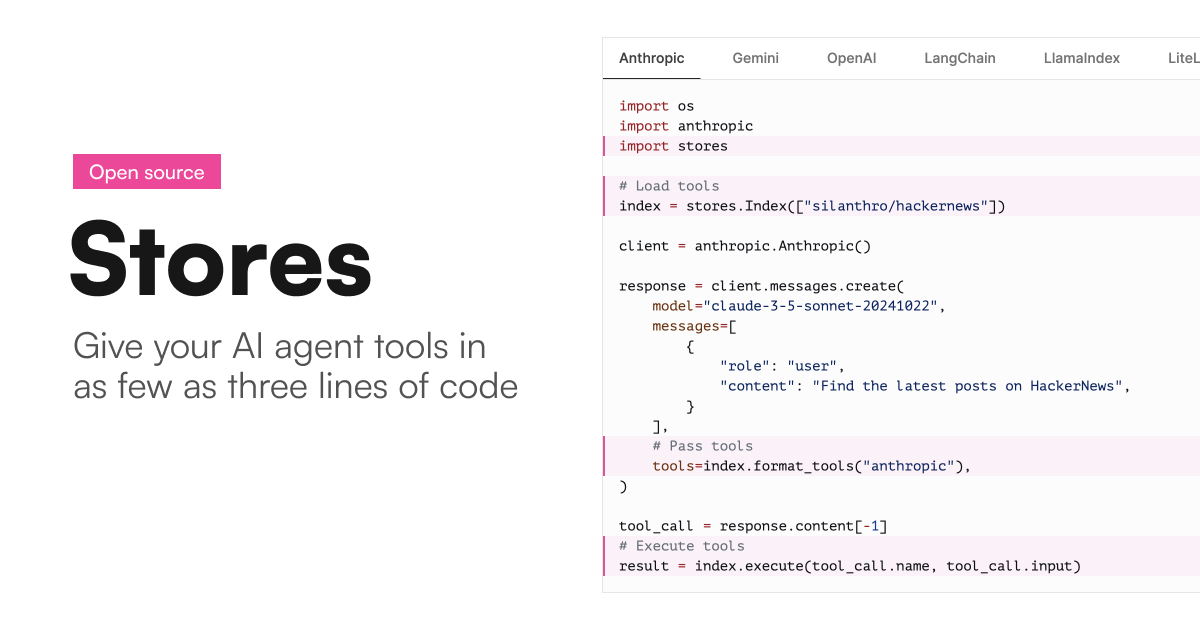 Open source
Stores
Give your AI agent tools in
as few as three lines of code
Anthropic Gemini OpenAI LangChain LlamaIndex LiteL
import os
import anthropic
import stores
# Load tools
index = stores.Index(["silanthro/hackernews"])
client = anthropic.Anthropic()
response = client.messages.create(
    model="claude-3-5-sonnet-20241022",
    messages=[
        {
            "role": "user",
            "content": "Find the latest posts on HackerNews",
        }
    ],
    # Pass tools
    tools=index.format_tools("anthropic"),
)
tool_call = response.content[-1]
# Execute tools
result = index.execute(tool_call.name, tool_call.input)